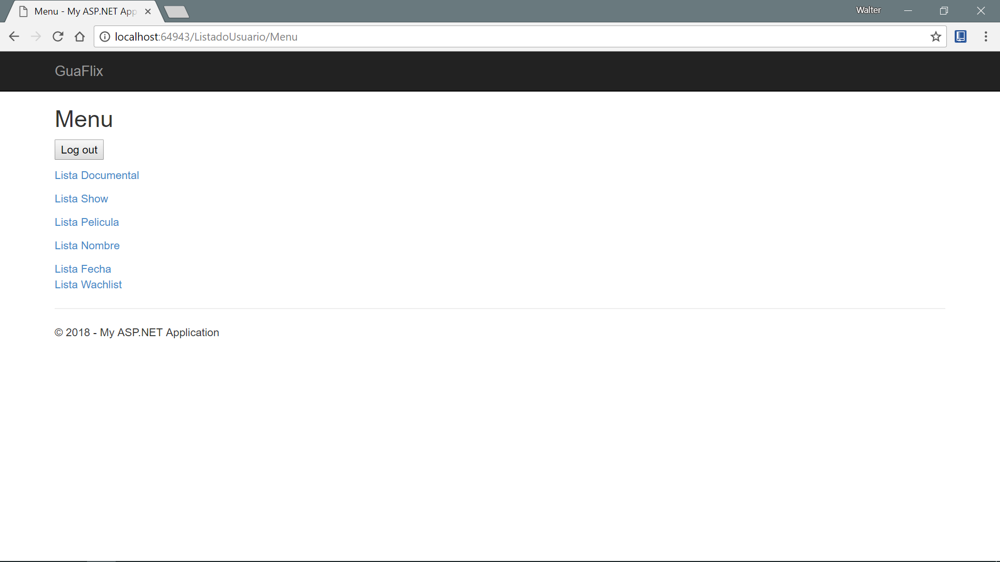 Menu - My ASP.NET App
Walter
localhost:64943/ListadoUsuario/Menu
GuaFlix
Menu
Log out
Lista Documental
Lista Show
Lista Pelicula
Lista Nombre
Lista Fecha
Lista Wachlist
© 2018 - My ASP.NET Application